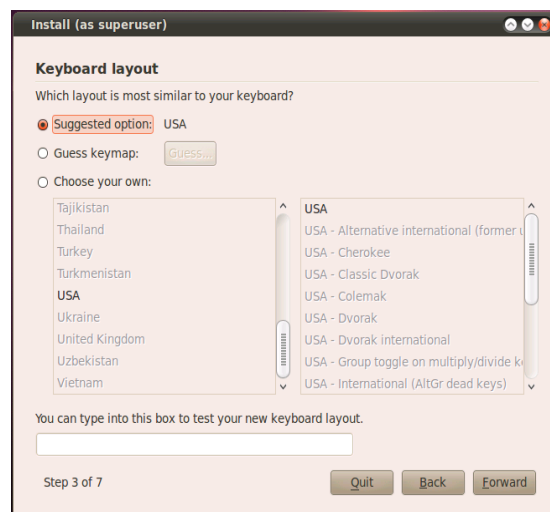 Install (as superuser)
Keyboard layout
Which layout is most similar to your keyboard?
Suggested option: USA
Guess keymap: Guess...
Choose your own:
Tajikistan
Thailand
Turkey
Turkmenistan
USA
Ukraine
United Kingdom
Uzbekistan
Vietnam
USA
USA - Alternative international (former u
USA - Cherokee
USA - Classic Dvorak
USA - Colemak
USA - Dvorak
USA - Dvorak international
USA - Group toggle on multiply/divide k
USA - International (AltGr dead keys)
You can type into this box to test your new keyboard layout.
Step 3 of 7
Quit Back Forward